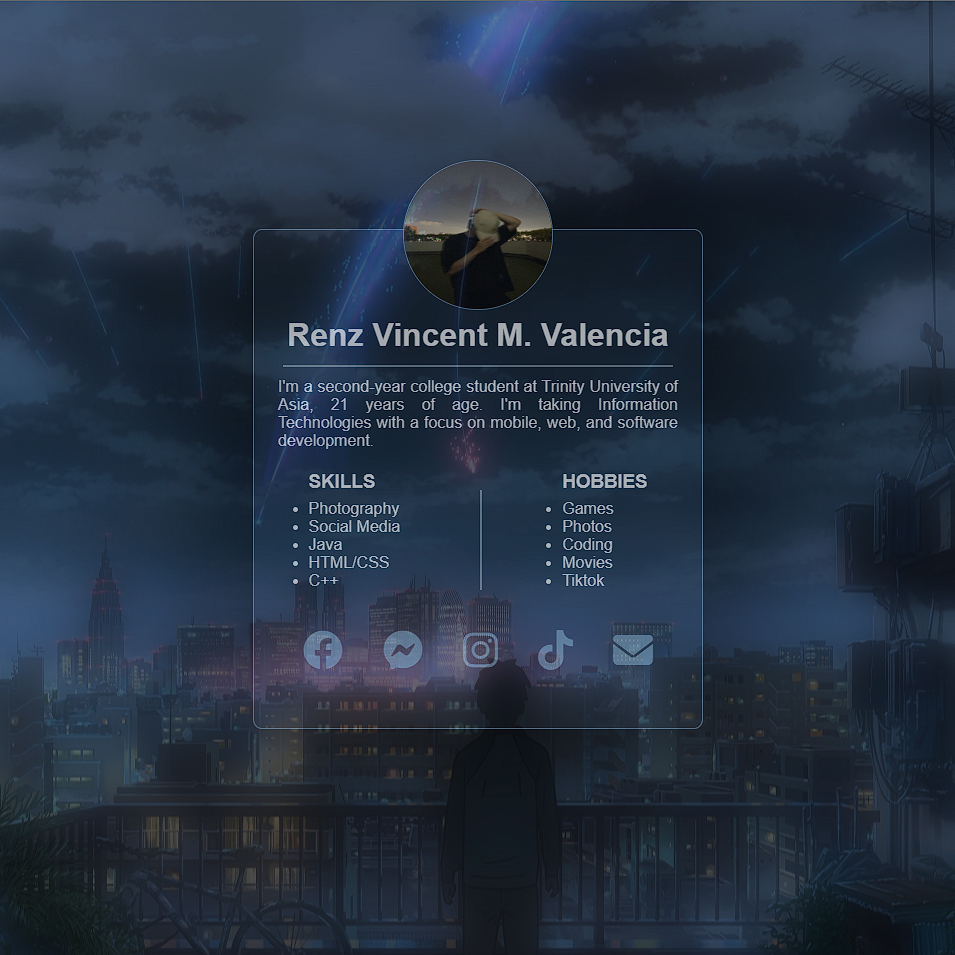 Renz Vincent M. Valencia
I'm a second-year college student at Trinity University of
Asia, 21 years of age. I'm taking Information
Technologies with a focus on mobile, web, and software
development.
SKILLS
• Photography
• Social Media
• Java
• HTML/CSS
• C++
HOBBIES
• Games
• Photos
• Coding
• Movies
• Tiktok